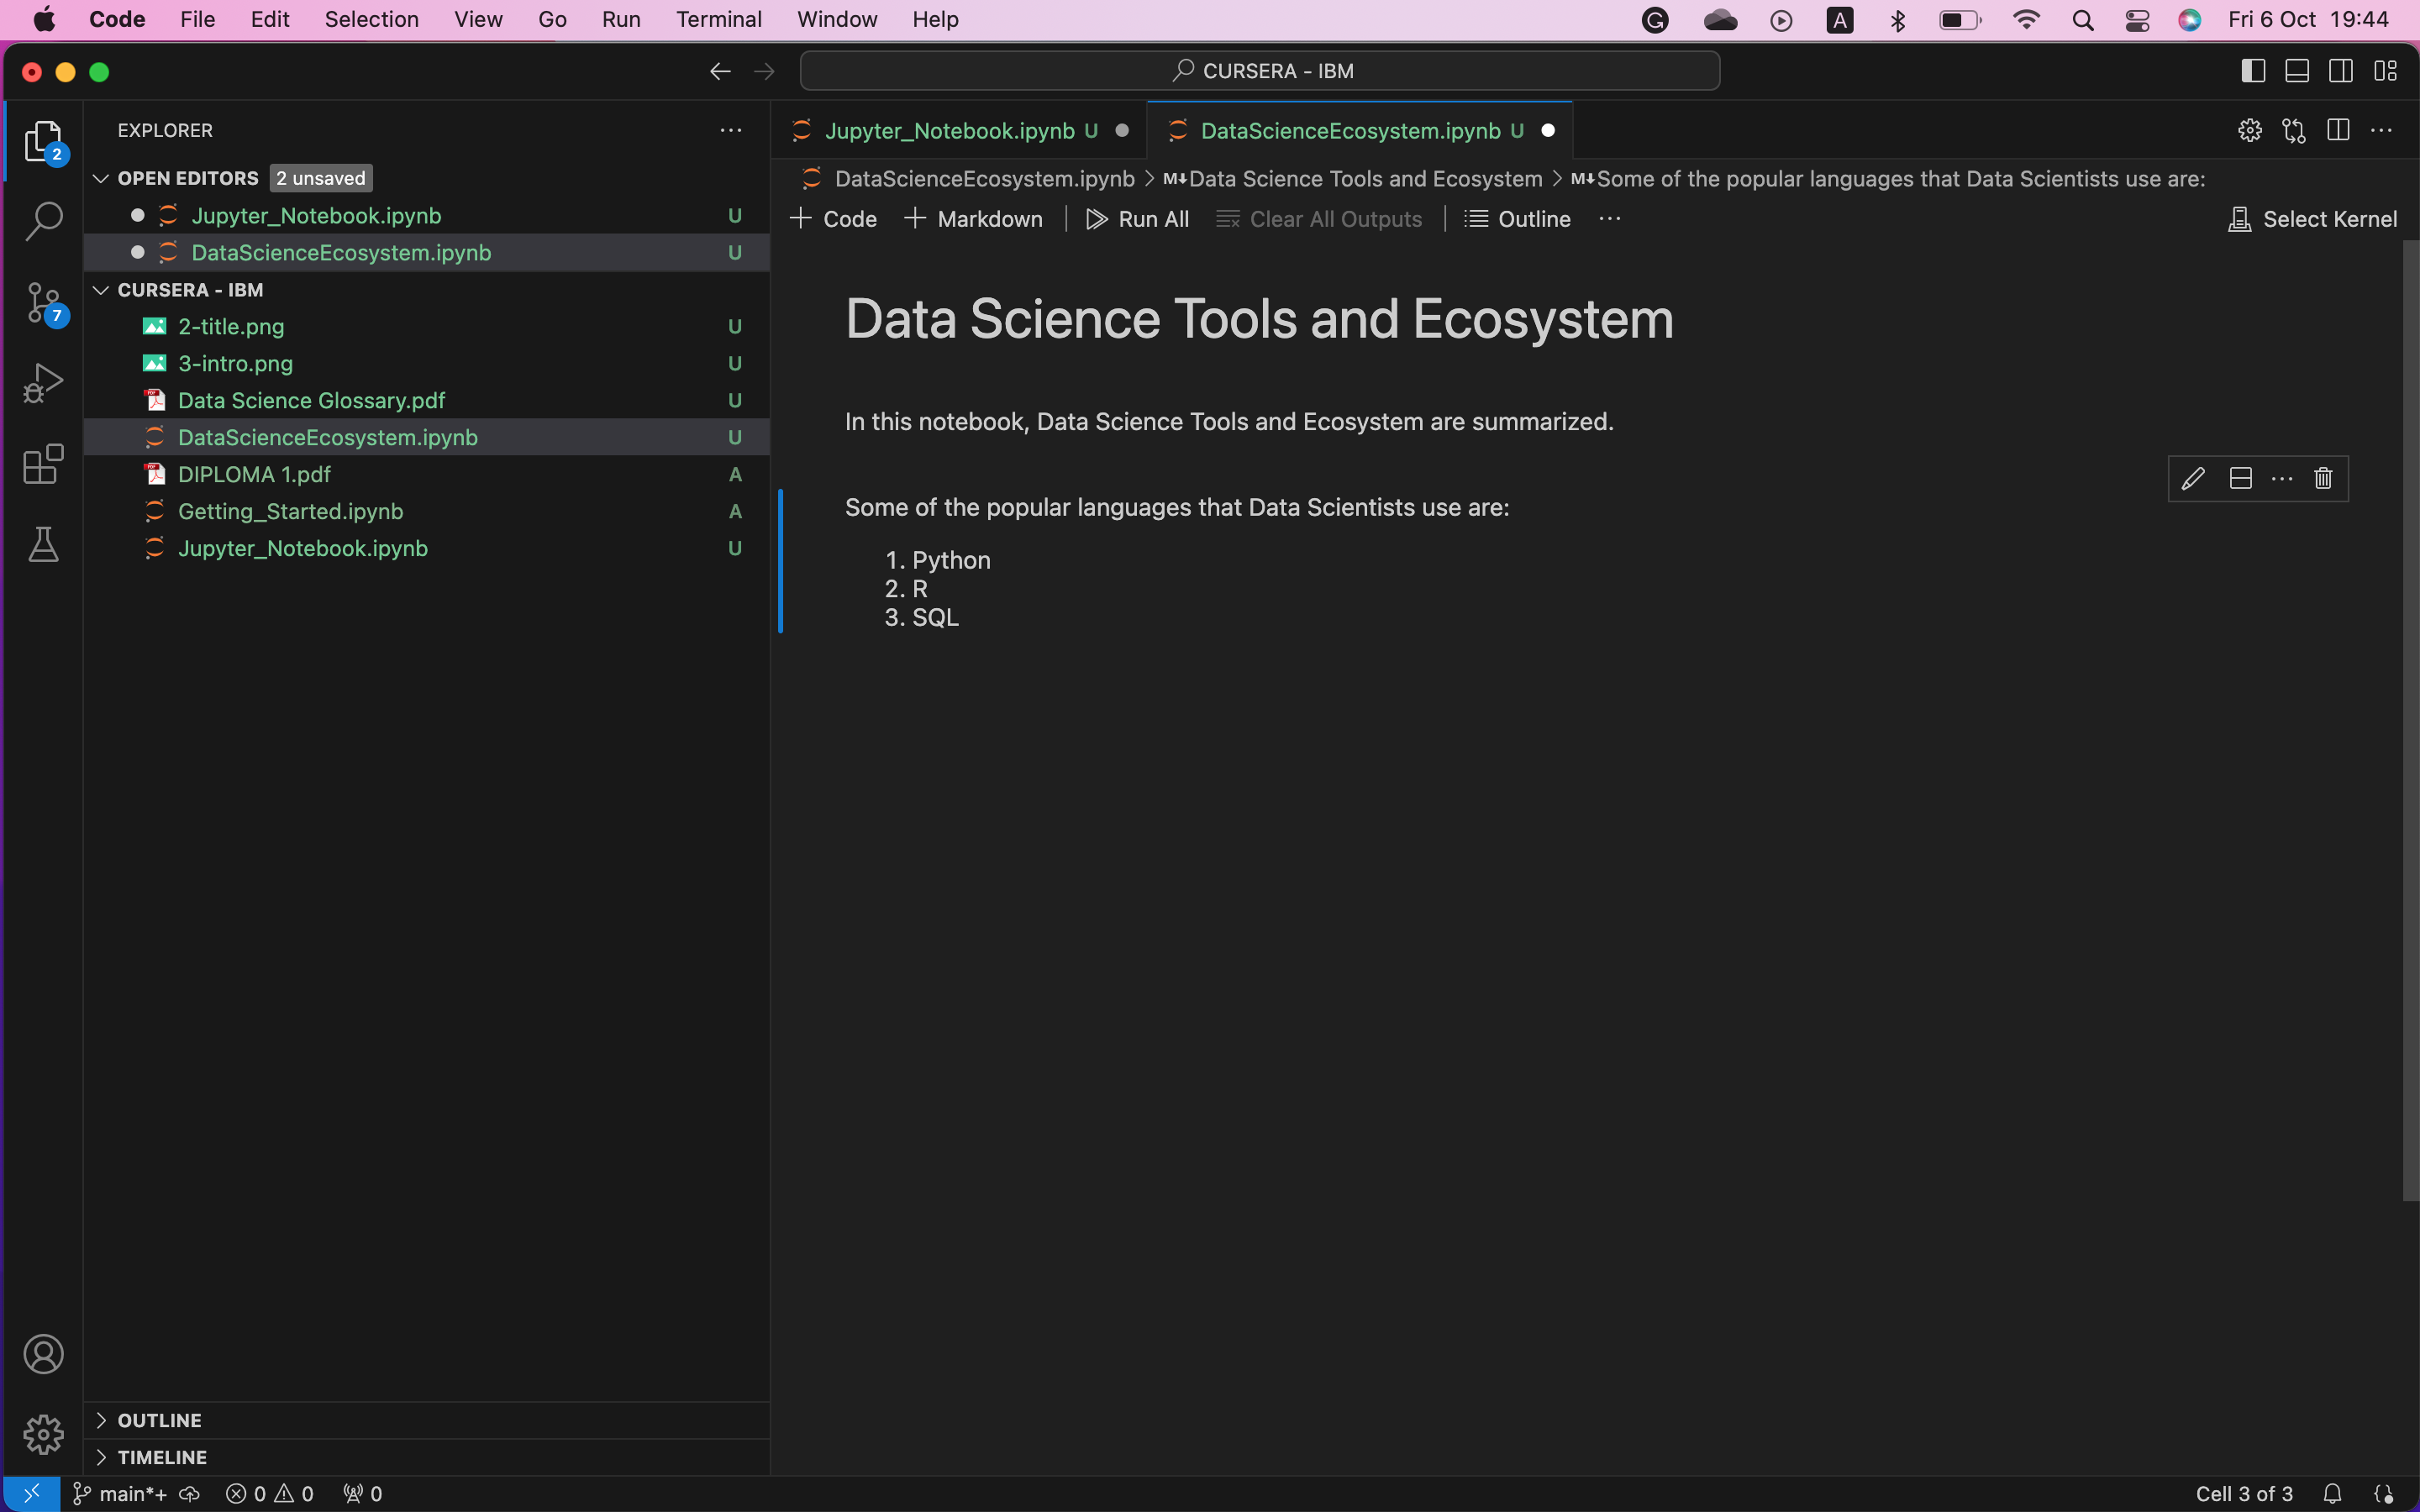 Code File Edit Selection View Go Run Terminal Window Help A Fri 6 Oct 19:44
CURSERA - IBM
EXPLORER
2
OPEN EDITORS 2 unsaved
Jupyter_Notebook.ipynb U
DataScienceEcosystem.ipynb U
CURSERA - IBM
7
2-title.png U
3-intro.png U
Data Science Glossary.pdf U
DataScienceEcosystem.ipynb U
DIPLOMA 1.pdf A
Getting_Started.ipynb A
Jupyter_Notebook.ipynb U
OUTLINE
TIMELINE
Jupyter_Notebook.ipynb U DataScienceEcosystem.ipynb U
DataScienceEcosystem.ipynb > M↓Data Science Tools and Ecosystem > M↓Some of the popular languages that Data Scientists use are:
+ Code + Markdown | Run All Clear All Outputs | Outline ... Select Kernel
Data Science Tools and Ecosystem
In this notebook, Data Science Tools and Ecosystem are summarized.
Some of the popular languages that Data Scientists use are:
1. Python
2. R
3. SQL
main*+ 0 0 0 Cell 3 of 3